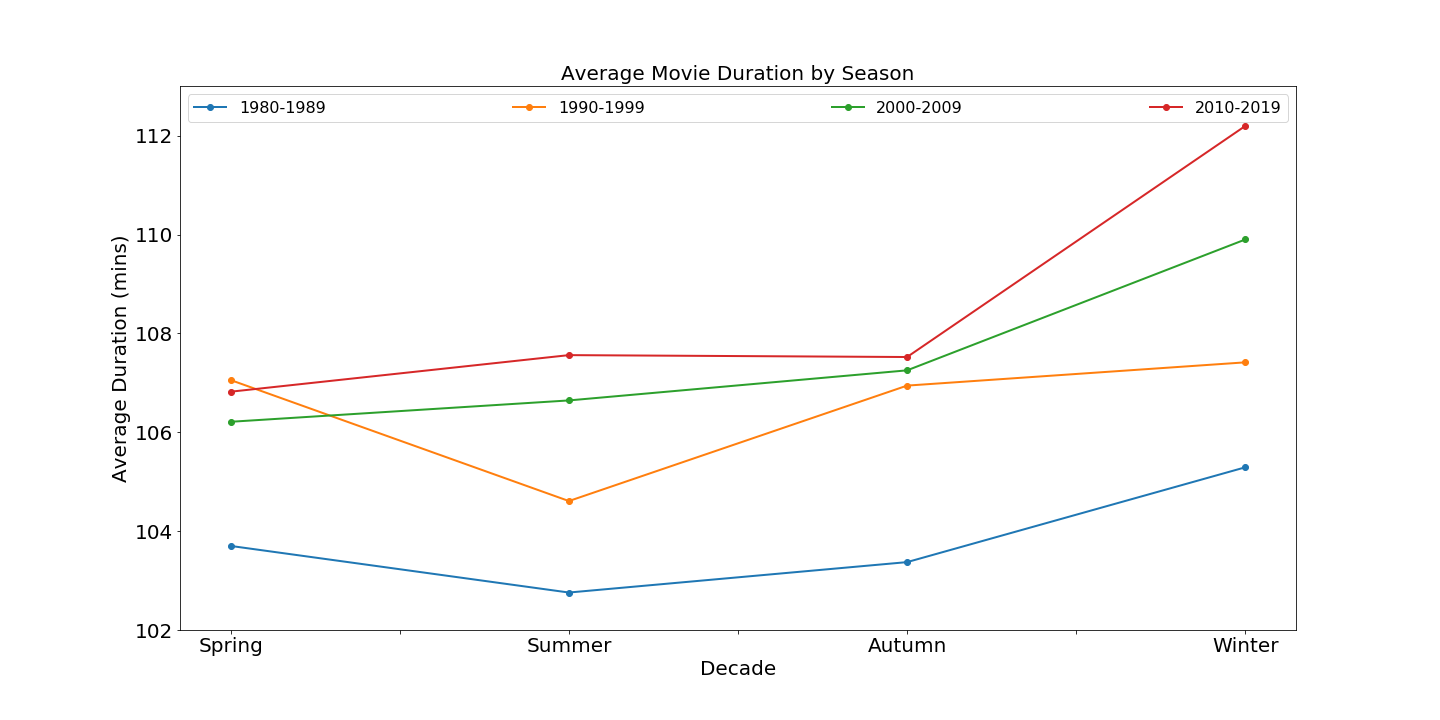 Average Movie Duration by Season
1980-1989 1990-1999 2000-2009 2010-2019
Average Duration (mins)
112
110
108
106
104
102
Spring Summer Autumn Winter
Decade